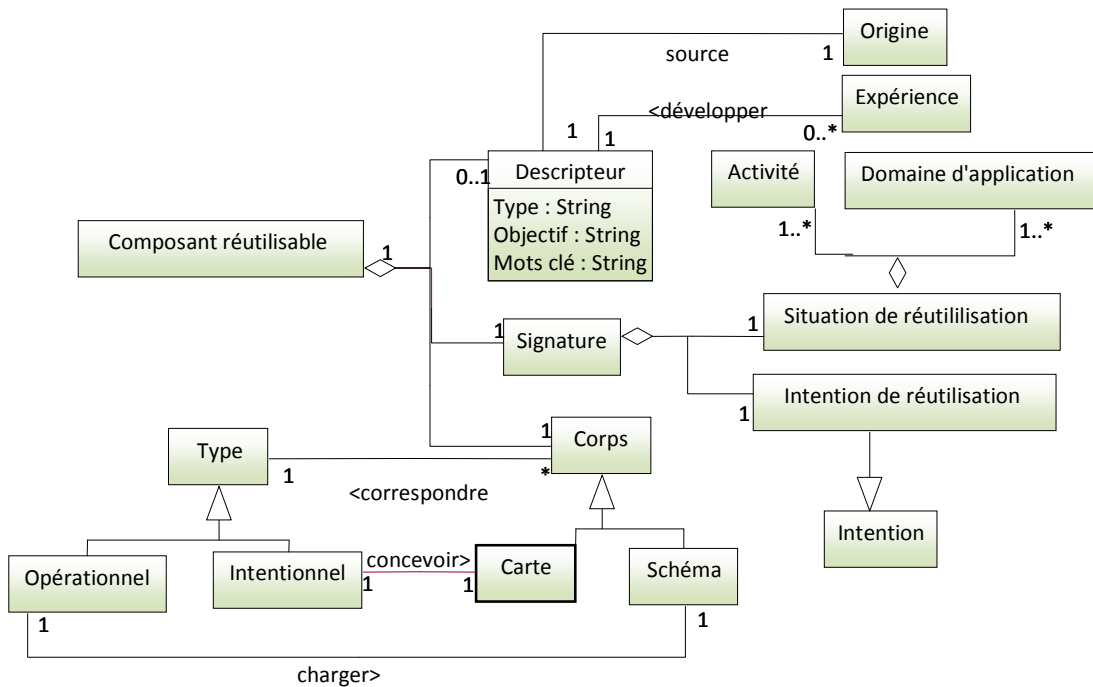 Origine
1
source
Expérience
<développer
0..*
1
1
Descripteur
0..1
Type : String
Objectif : String
Mots clé : String
Activité
Domaine d'application
1..*
1..*
Composant réutilisable
1
Situation de réutililisation
1
Signature
1
Intention de réutilisation
1
Corps
1
*
Type
1
<correspondre
Intention
Opérationnel
Intentionnel
concevoir>
1
1
Carte
Schéma
1
1
charger>